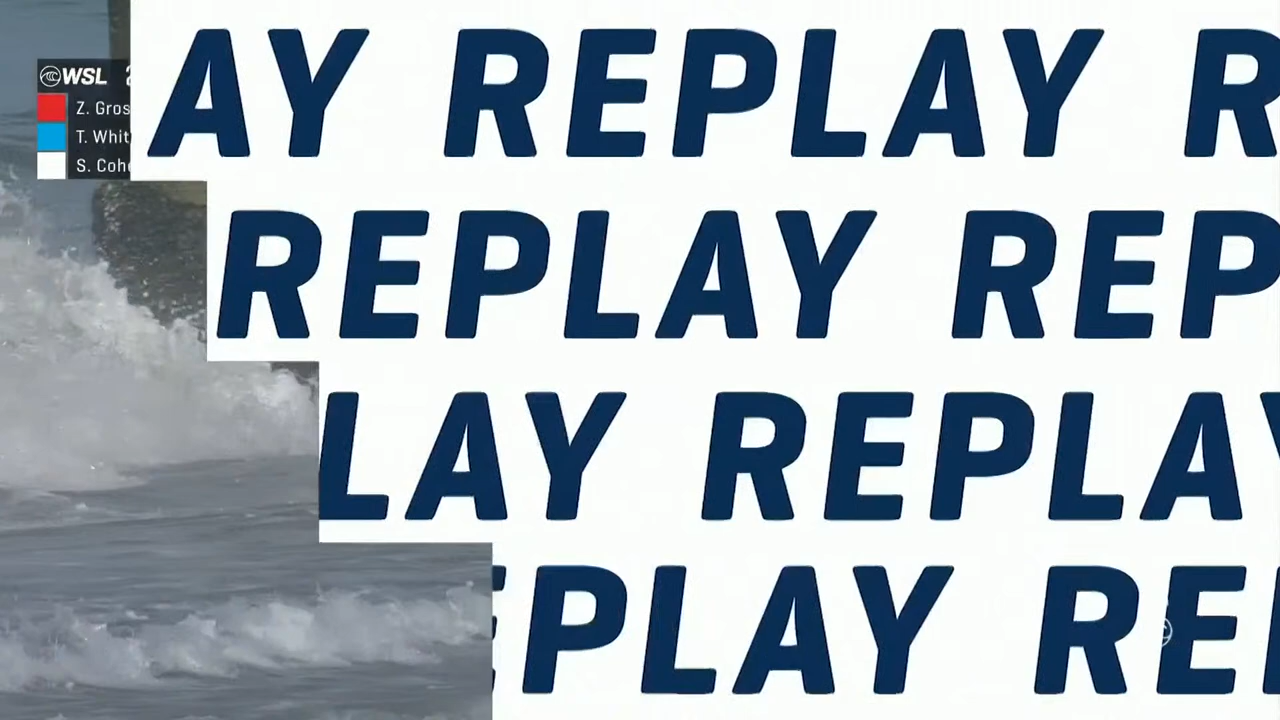 WSL
Z. Gros
T. Whit
S. Cohe
AY REPLAY R
REPLAY REP
LAY REPLAY
EPLAY RE